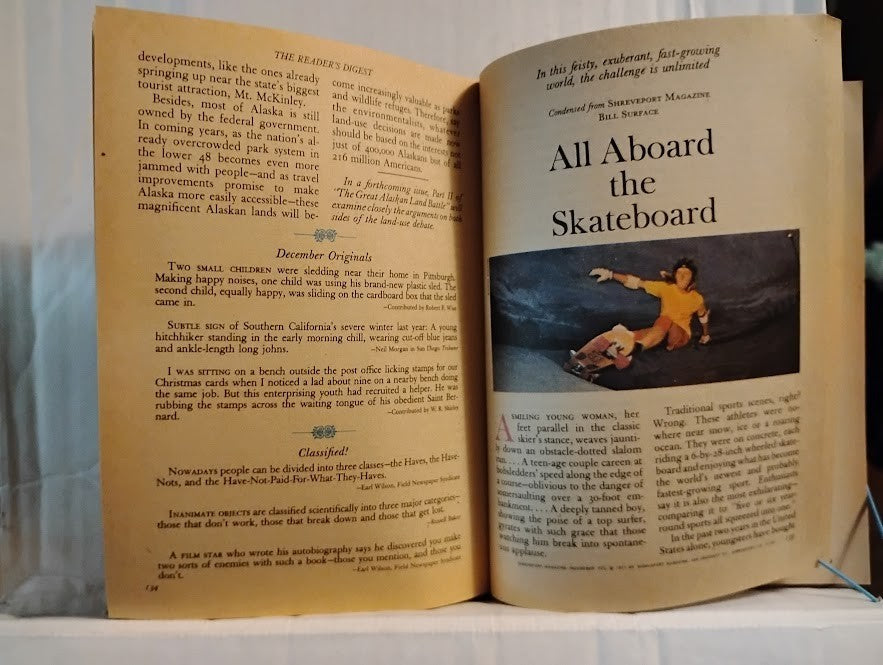 THE READER'S DIGEST
developments, like the ones already
springing up near the state's biggest
tourist attraction, Mt. McKinley.
Besides, most of Alaska is still
owned by the federal government.
In coming years, as the nation's al-
ready overcrowded park system in
the lower 48 becomes even more
jammed with people—and as travel
improvements promise to make
Alaska more easily accessible—these
magnificent Alaskan lands will be-
come increasingly valuable as parks
and wildlife refuges. Therefore, say
the environmentalists, whatever
land-use decisions are made now
should be based on the interests not
just of 400,000 Alaskans but of all
216 million Americans.
In a forthcoming issue, Part II of
"The Great Alaskan Land Battle" will
examine closely the arguments on both
sides of the land-use debate.
December Originals
TWO SMALL CHILDREN were sledding near their home in Pittsburgh.
Making happy noises, one child was using his brand-new plastic sled. The
second child, equally happy, was sliding on the cardboard box that the sled
came in.
—Contributed by Robert E.
SUBTLE SIGN of Southern California's severe winter last year: A young
hitchhiker standing in the early morning chill, wearing cut-off blue jeans
and ankle-length long johns.
—Neil Morgan in San Diego Tribune
I WAS SITTING on a bench outside the post office licking stamps for our
Christmas cards when I noticed a lad about nine on a nearby bench doing
the same job. But this enterprising youth had recruited a helper. He was
rubbing the stamps across the waiting tongue of his obedient Saint Ber-
nard.
—Contributed by W. R. Shirley
Classified!
NOWADAYS people can be divided into three classes—the Haves, the Have-
Nots, and the Have-Not-Paid-For-What-They-Haves.
—Earl Wilson, Field Newspaper Syndicate
INANIMATE OBJECTS are classified scientifically into three major categories—
those that don't work, those that break down and those that get lost.
—Russell Baker
A FILM STAR who wrote his autobiography says he discovered you make
two sorts of enemies with such a book—those you mention, and those you
don't.
—Earl Wilson, Field Newspaper Syndicate
134
In this feisty, exuberant, fast-growing
world, the challenge is unlimited
Condensed from SHREVEPORT MAGAZINE
BILL SURFACE
All Aboard
the
Skateboard
A SMILING YOUNG WOMAN, her
feet parallel in the classic
skier's stance, weaves jaunti-
ly down an obstacle-dotted slalom
run. . . . A teen-age couple careen at
bobsledders' speed along the edge of
a course—oblivious to the danger of
somersaulting over a 30-foot em-
bankment. . . . A deeply tanned boy,
showing the poise of a top surfer,
gyrates with such grace that those
watching him break into spontane-
ous applause.
Traditional sports scenes, right?
Wrong. These athletes were no-
where near snow, ice or a roaring
ocean. They were on concrete, each
riding a 6-by-28-inch wheeled skate-
board and enjoying what has become
the world's newest and probably
fastest-growing sport. Enthusiasts
say it is also the most exhilarating—
comparing it to "five or six year-
round sports all squeezed into one."
In the past two years in the United
States alone, youngsters have bought